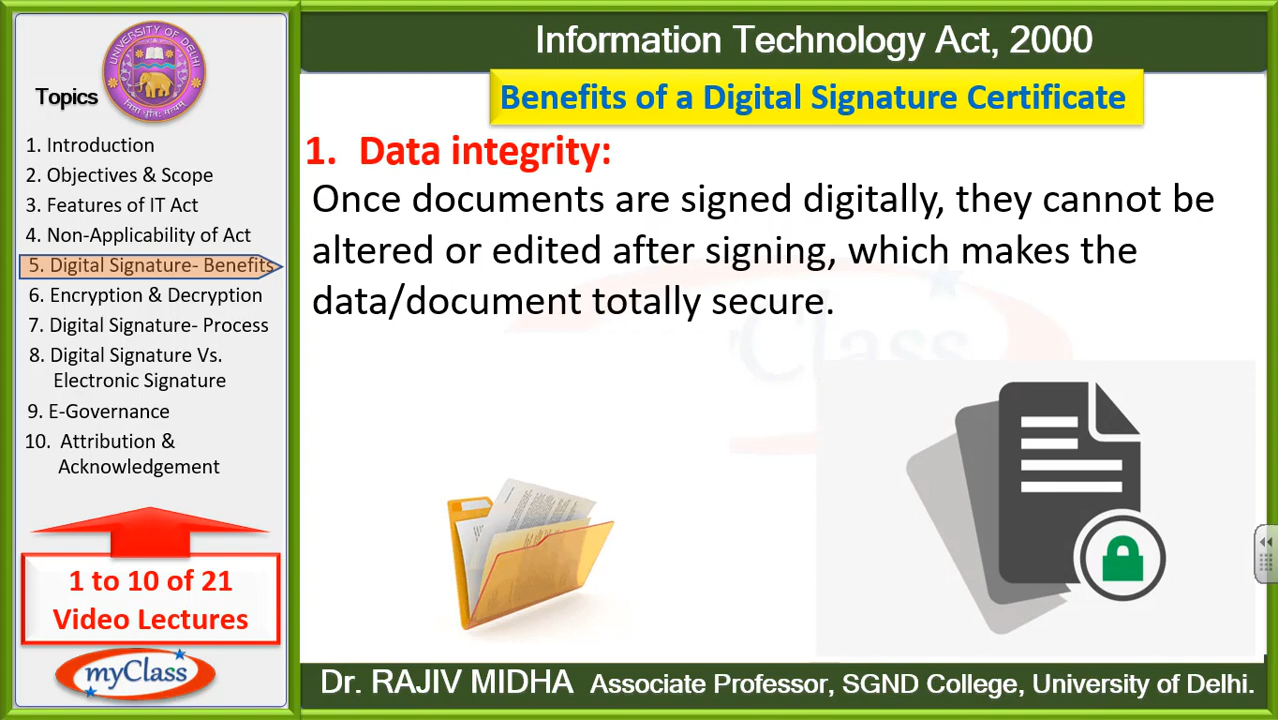 Information Technology Act, 2000
Benefits of a Digital Signature Certificate
1. Data integrity:
Once documents are signed digitally, they cannot be
altered or edited after signing, which makes the
data/document totally secure.
UNIVERSITY OF DELHI
Topics
1. Introduction
2. Objectives & Scope
3. Features of IT Act
4. Non-Applicability of Act
5. Digital Signature- Benefits
6. Encryption & Decryption
7. Digital Signature- Process
8. Digital Signature Vs.
Electronic Signature
9. E-Governance
10. Attribution &
Acknowledgement
1 to 10 of 21
Video Lectures
myClass
Class
Dr. RAJIV MIDHA Associate Professor, SGND College, University of Delhi.